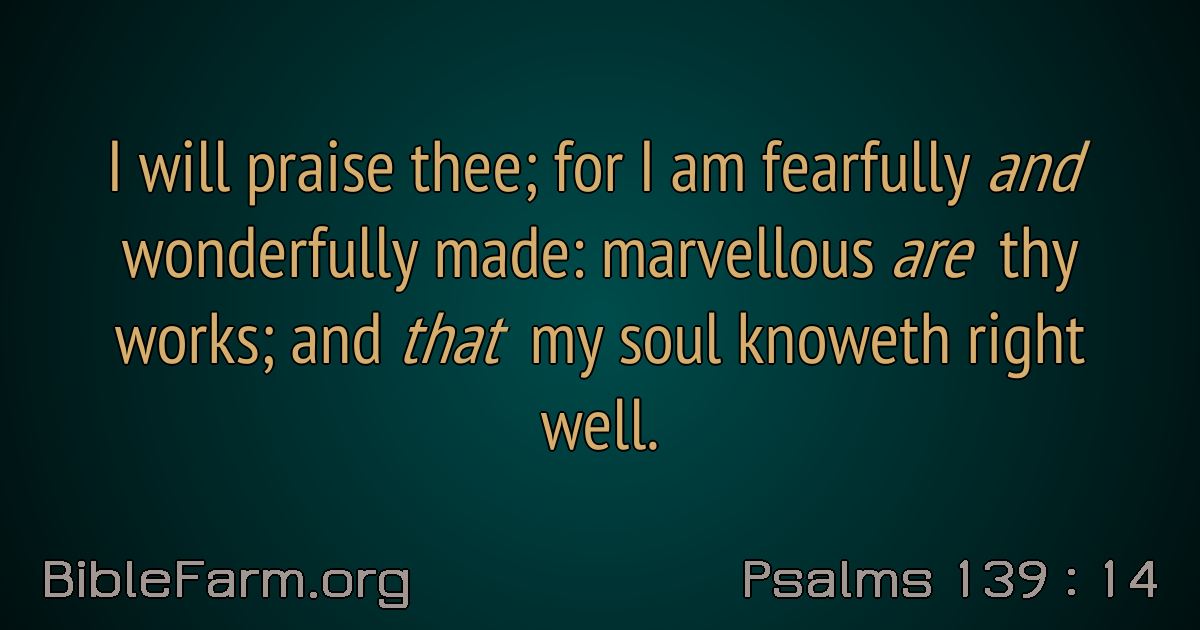 I will praise thee; for I am fearfully and
wonderfully made: marvellous are thy
works; and that my soul knoweth right
well.
BibleFarm.org
Psalms 139 : 14